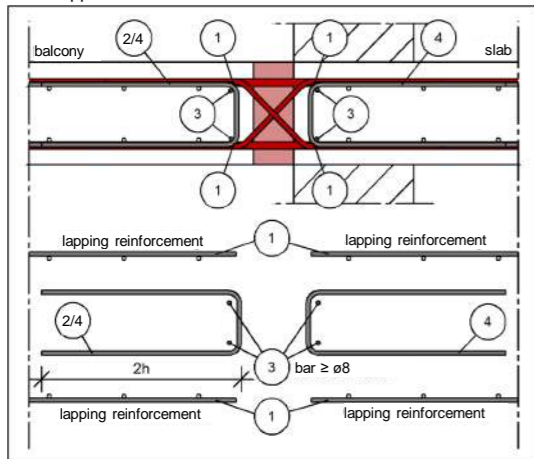 2/4 1 1 4
balcony slab
3 3
1 1
lapping reinforcement 1 lapping reinforcement
2/4 4
3 bar ≥ ø8
2h
lapping reinforcement 1 lapping reinforcement